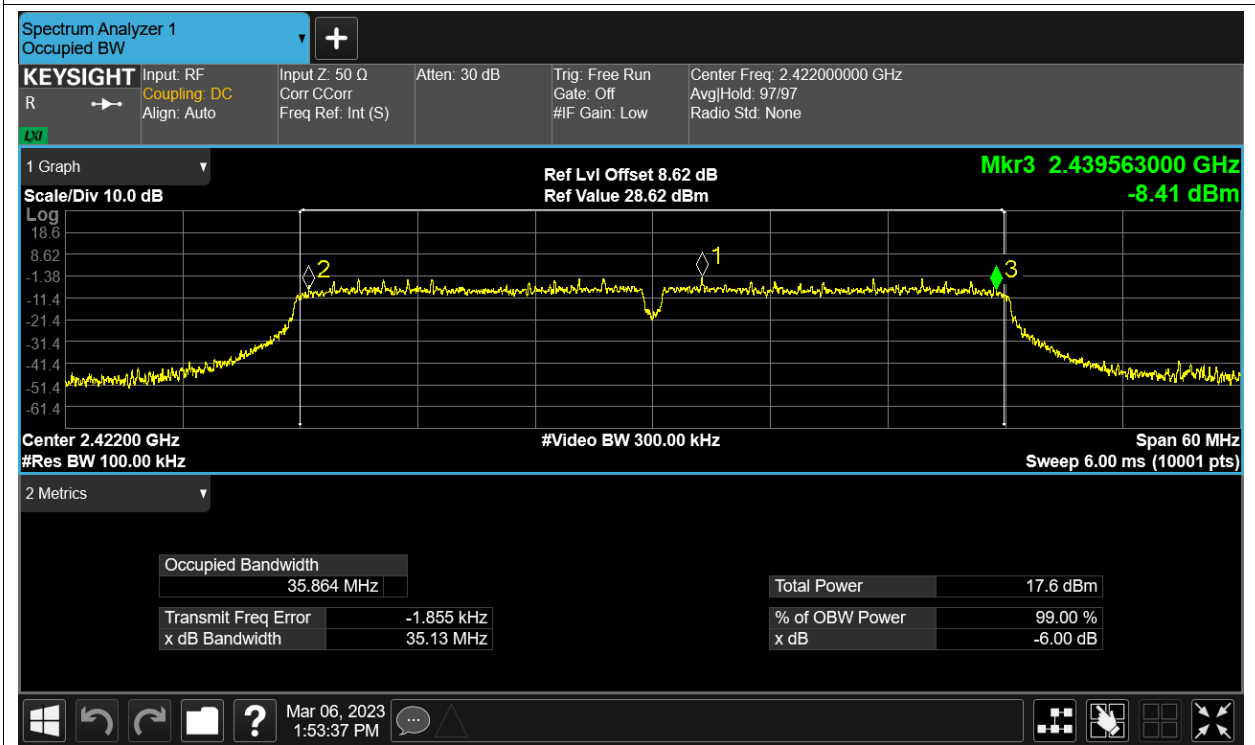 Spectrum Analyzer 1
Occupied BW
KEYSIGHT
R
LXI
Input: RF
Coupling: DC
Align: Auto
Input Z: 50 Ω
Corr CCorr
Freq Ref: Int (S)
Atten: 30 dB
Trig: Free Run
Gate: Off
#IF Gain: Low
Center Freq: 2.422000000 GHz
Avg|Hold: 97/97
Radio Std: None
1 Graph
Scale/Div 10.0 dB
Ref Lvl Offset 8.62 dB
Ref Value 28.62 dBm
Mkr3 2.439563000 GHz
-8.41 dBm
Log
18.6
8.62
-1.38
-11.4
-21.4
-31.4
-41.4
-51.4
-61.4
2
1
3
Center 2.42200 GHz
#Res BW 100.00 kHz
#Video BW 300.00 kHz
Span 60 MHz
Sweep 6.00 ms (10001 pts)
2 Metrics
Occupied Bandwidth
35.864 MHz
Transmit Freq Error -1.855 kHz
x dB Bandwidth 35.13 MHz
Total Power 17.6 dBm
% of OBW Power 99.00 %
x dB -6.00 dB
?
Mar 06, 2023
1:53:37 PM